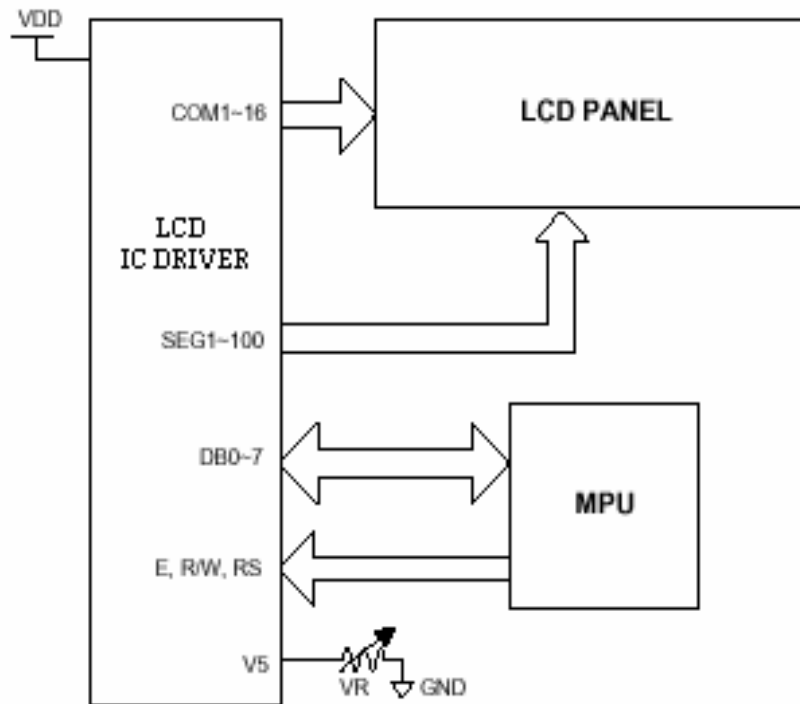 VDD
COM1~16
LCD PANEL
LCD
IC DRIVER
SEG1~100
DB0~7
MPU
E, R/W, RS
V5
VR
GND